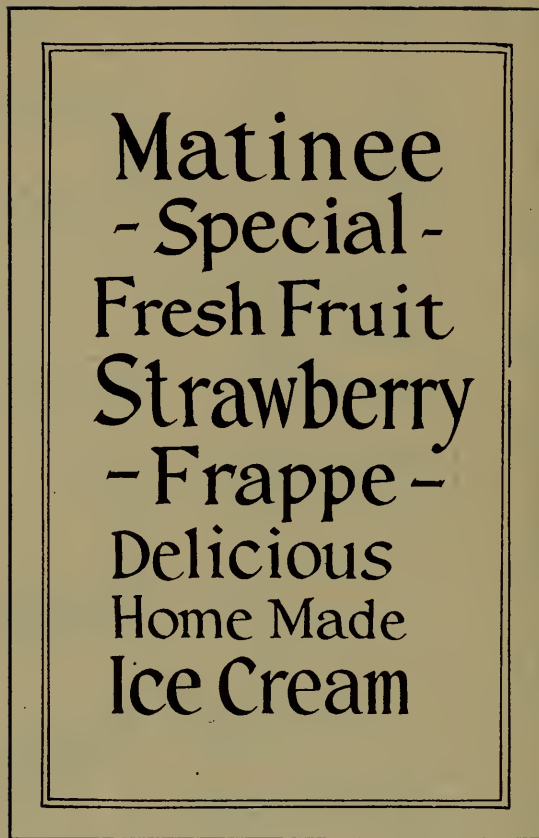 Matinee
- Special -
Fresh Fruit
Strawberry
- Frappe -
Delicious
Home Made
Ice Cream